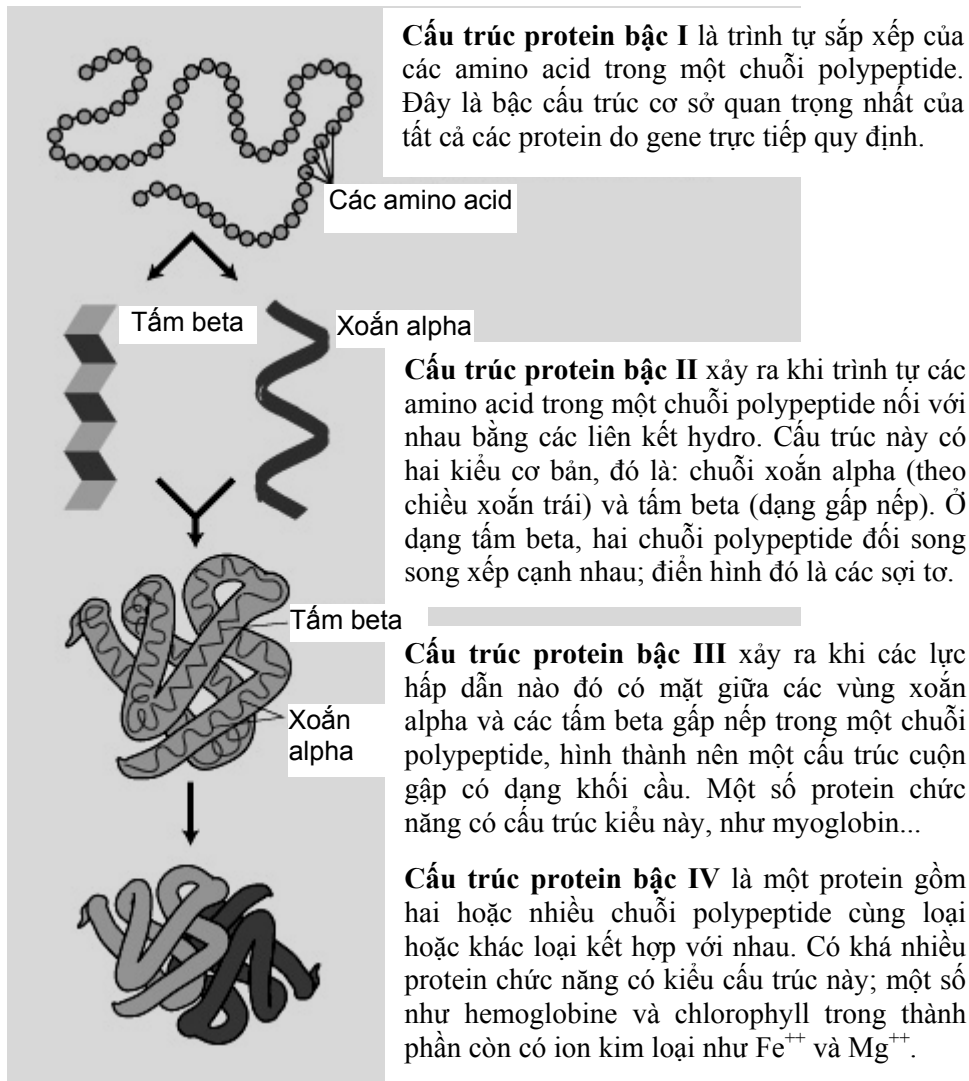 Cấu trúc protein bậc I là trình tự sắp xếp của
các amino acid trong một chuỗi polypeptide.
Đây là bậc cấu trúc cơ sở quan trọng nhất của
tất cả các protein do gene trực tiếp quy định.
Các amino acid
Tấm beta
Xoắn alpha
Cấu trúc protein bậc II xảy ra khi trình tự các
amino acid trong một chuỗi polypeptide nối với
nhau bằng các liên kết hydro. Cấu trúc này có
hai kiểu cơ bản, đó là: chuỗi xoắn alpha (theo
chiều xoắn trái) và tấm beta (dạng gấp nếp). Ở
dạng tấm beta, hai chuỗi polypeptide đối song
song xếp cạnh nhau; điển hình đó là các sợi tơ.
Tấm beta
Xoắn
alpha
Cấu trúc protein bậc III xảy ra khi các lực
hấp dẫn nào đó có mặt giữa các vùng xoắn
alpha và các tấm beta gấp nếp trong một chuỗi
polypeptide, hình thành nên một cấu trúc cuộn
gập có dạng khối cầu. Một số protein chức
năng có cấu trúc kiểu này, như myoglobin...
Cấu trúc protein bậc IV là một protein gồm
hai hoặc nhiều chuỗi polypeptide cùng loại
hoặc khác loại kết hợp với nhau. Có khá nhiều
protein chức năng có kiểu cấu trúc này; một số
như hemoglobine và chlorophyll trong thành
phần còn có ion kim loại như Fe⁺⁺ và Mg⁺⁺.